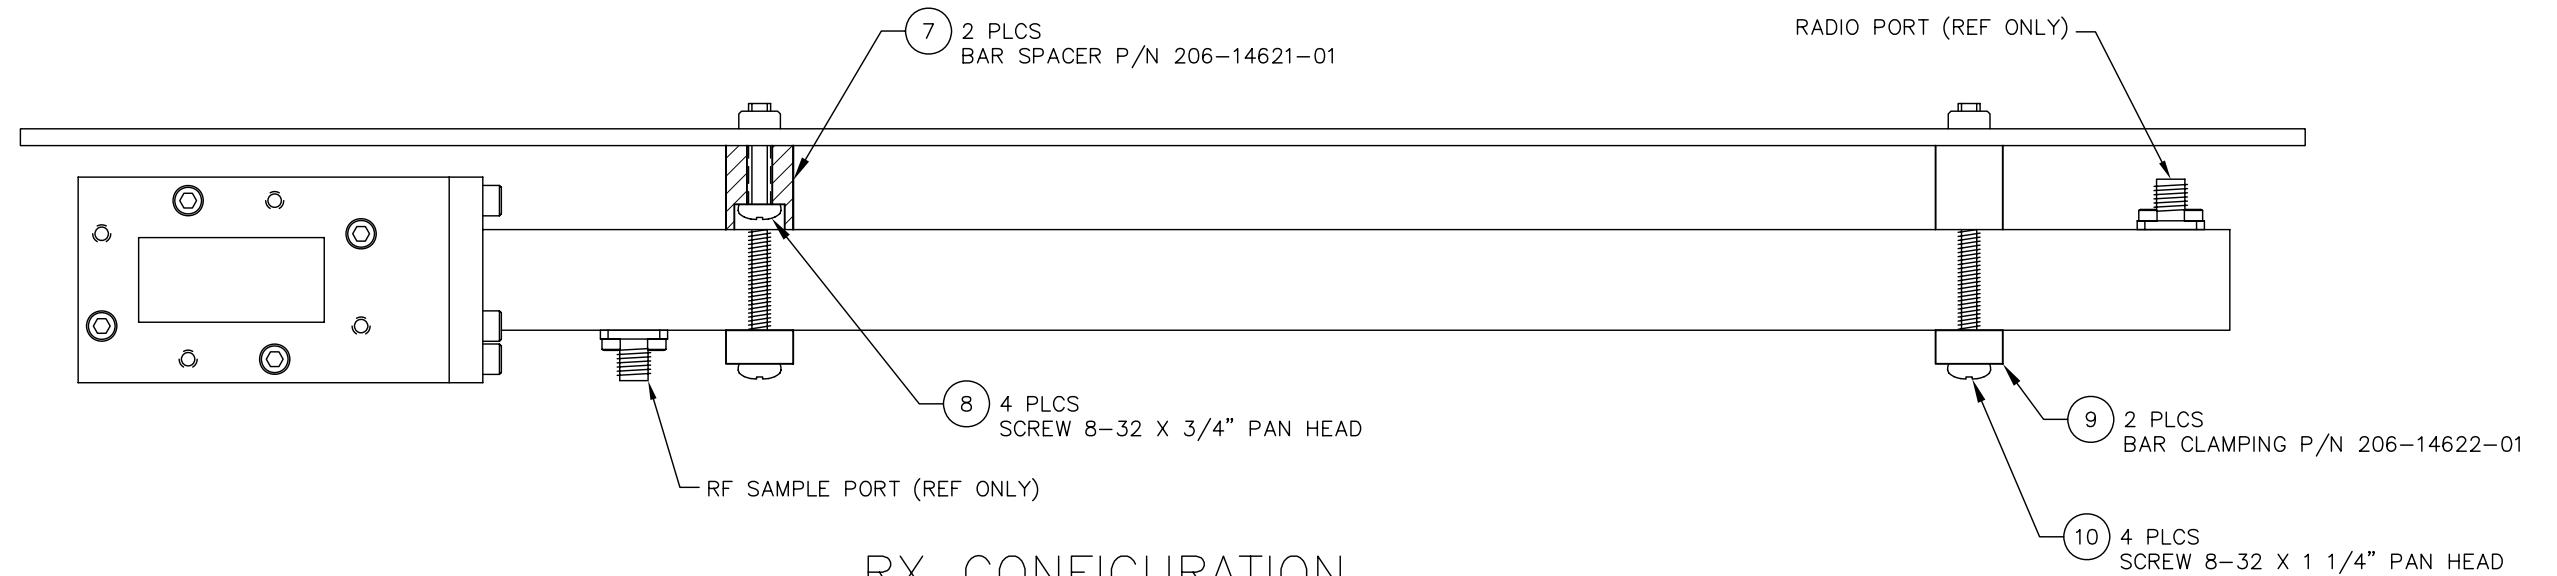 7 2 PLCS
BAR SPACER P/N 206-14621-01
RADIO PORT (REF ONLY)
8 4 PLCS
SCREW 8-32 X 3/4” PAN HEAD
9 2 PLCS
BAR CLAMPING P/N 206-14622-01
RF SAMPLE PORT (REF ONLY)
10 4 PLCS
SCREW 8-32 X 1 1/4” PAN HEAD
RX CONFIGURATION